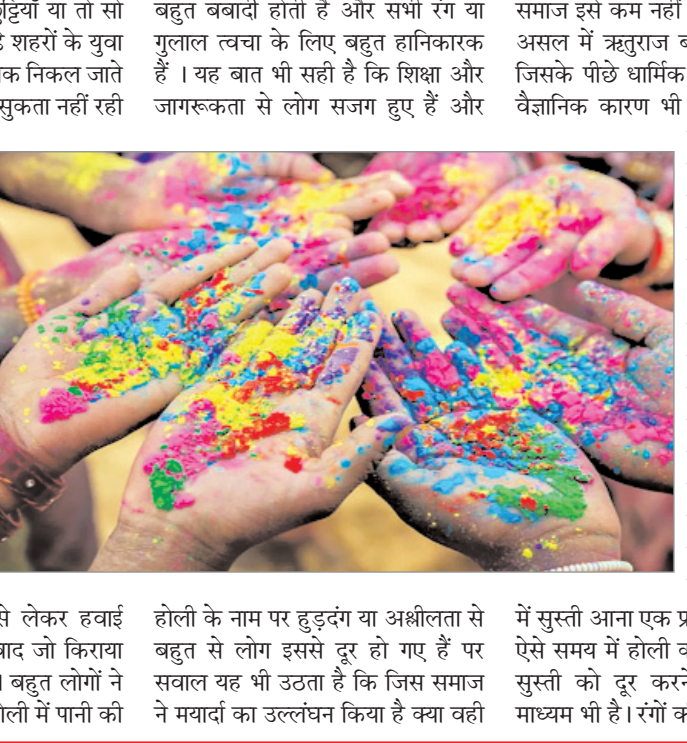 या तो सो
शहरों के युवा
निकल जाते
नहीं रही
से लेकर हवाई
जो किराया
। बहुत लोगों ने
में पानी की
बहुत बबादी होती है और सभी रंग या
गुलाल त्वचा के लिए बहुत हानिकारक
हैं । यह बात भी सही है कि शिक्षा और
जागरूकता से लोग सजग हुए हैं और
होली के नाम पर हुड़दंग या अश्लीलता से
बहुत से लोग इससे दूर हो गए हैं पर
सवाल यह भी उठता है कि जिस समाज
ने मयार्दा का उल्लंघन किया है क्या वही
समाज इसे कम नहीं
असल में ऋतुराज
जिसके पीछे धार्मिक
वैज्ञानिक कारण भी
में सुस्ती आना एक
ऐसे समय में होली
सुस्ती को दूर करने
माध्यम भी है। रंगों